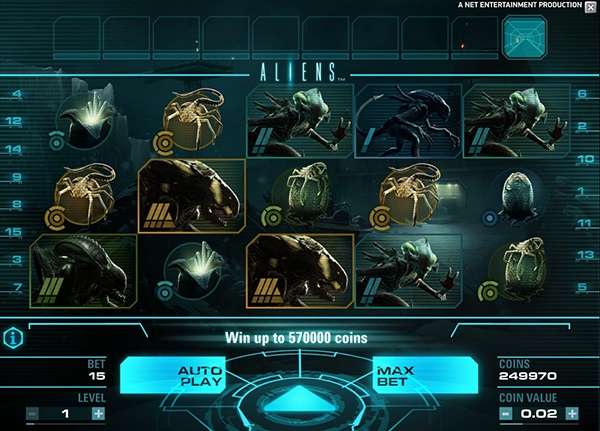 A NET ENTERTAINMENT PRODUCTION
ALIENS™
4
12
14
9
8
15
3
7
6
2
10
1
11
13
5
Win up to 570000 coins
BET
15
LEVEL
1
AUTO
PLAY
MAX
BET
COINS
249970
COIN VALUE
0.02